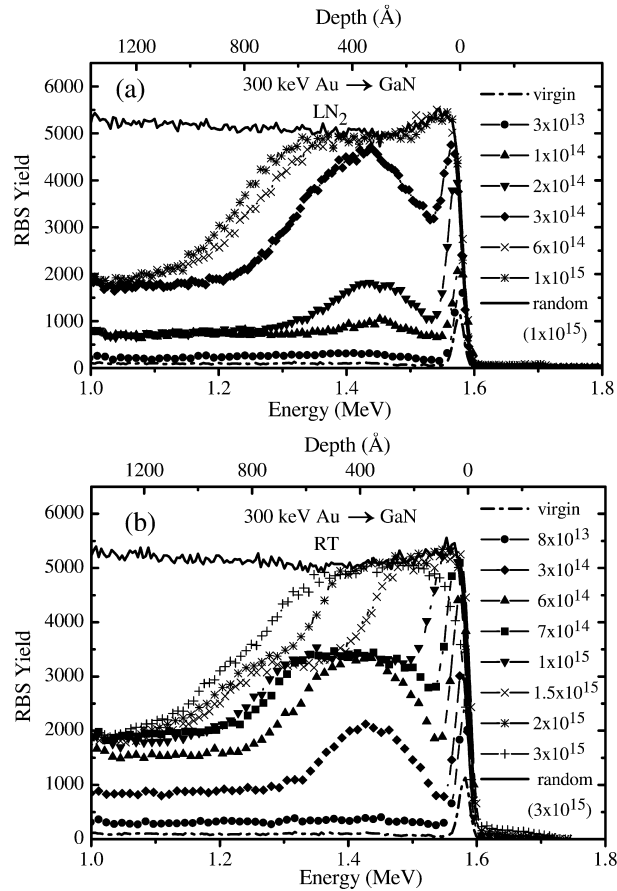 Depth (Å)
1200 800 400 0
(a)
300 keV Au → GaN
LN2
6000
5000
4000
3000
2000
1000
0
RBS Yield
virgin
3x10^13
1x10^14
2x10^14
3x10^14
6x10^14
1x10^15
random
(1x10^15)
1.0 1.2 1.4 1.6 1.8
Energy (MeV)
Depth (Å)
1200 800 400 0
(b)
300 keV Au → GaN
RT
6000
5000
4000
3000
2000
1000
0
RBS Yield
virgin
8x10^13
3x10^14
6x10^14
7x10^14
1x10^15
1.5x10^15
2x10^15
3x10^15
random
(3x10^15)
1.0 1.2 1.4 1.6 1.8
Energy (MeV)